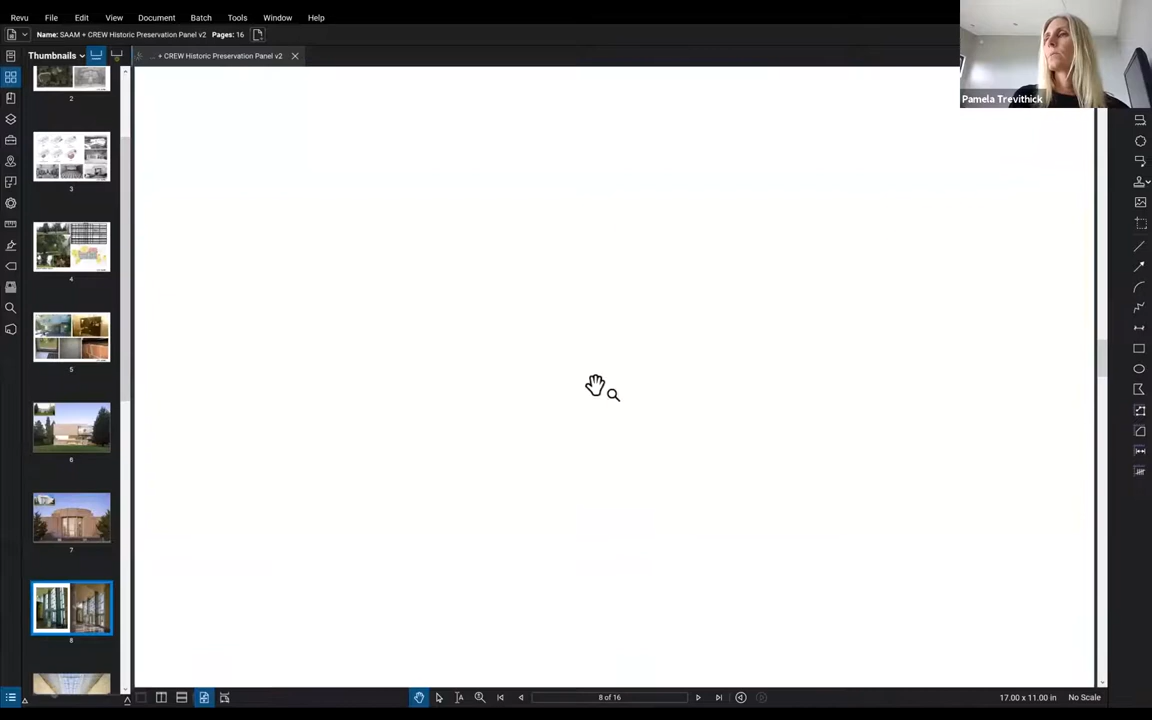 Revu File Edit View Document Batch Tools Window Help
Name: SAAM + CREW Historic Preservation Panel v2 Pages: 16
Thumbnails
... + CREW Historic Preservation Panel v2
Pamela Trevithick
2
3
4
5
6
7
8
8 of 16
17.00 x 11.00 in No Scale